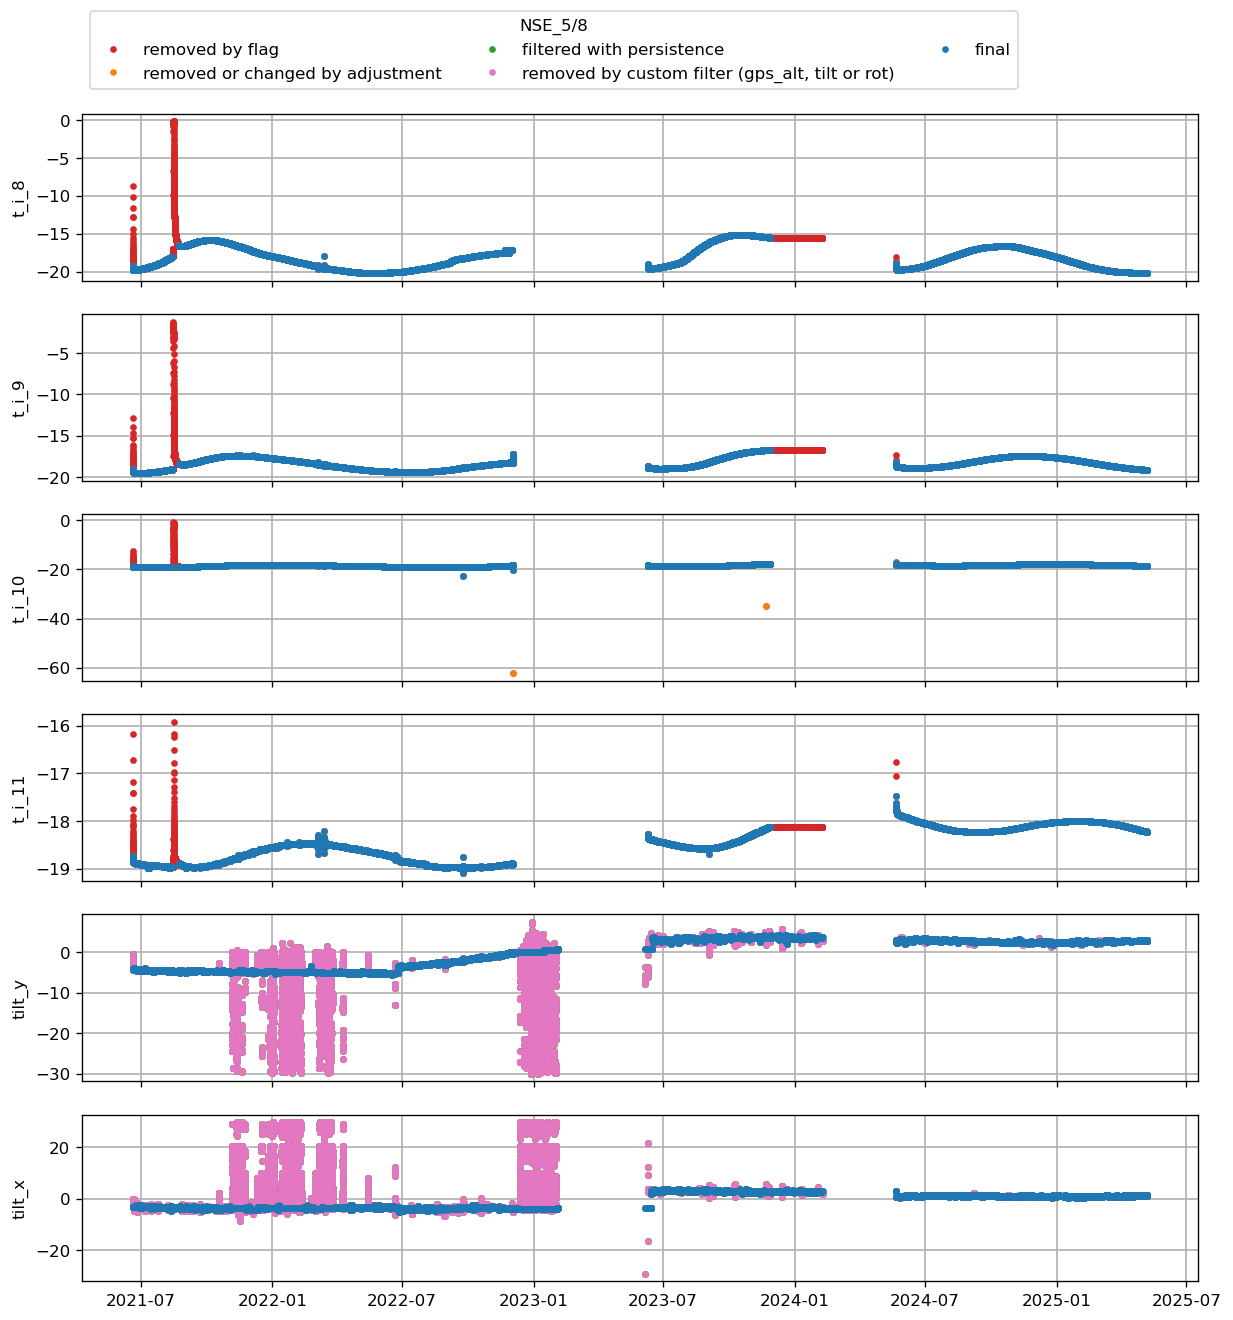 NSE_5/8
removed by flag
filtered with persistence
final
removed or changed by adjustment
removed by custom filter (gps_alt, tilt or rot)
t_i_8
0
−5
−10
−15
−20
t_i_9
−5
−10
−15
−20
t_i_10
0
−20
−40
−60
t_i_11
−16
−17
−18
−19
tilt_y
0
−10
−20
−30
tilt_x
20
0
−20
2021-07 2022-01 2022-07 2023-01 2023-07 2024-01 2024-07 2025-01 2025-07